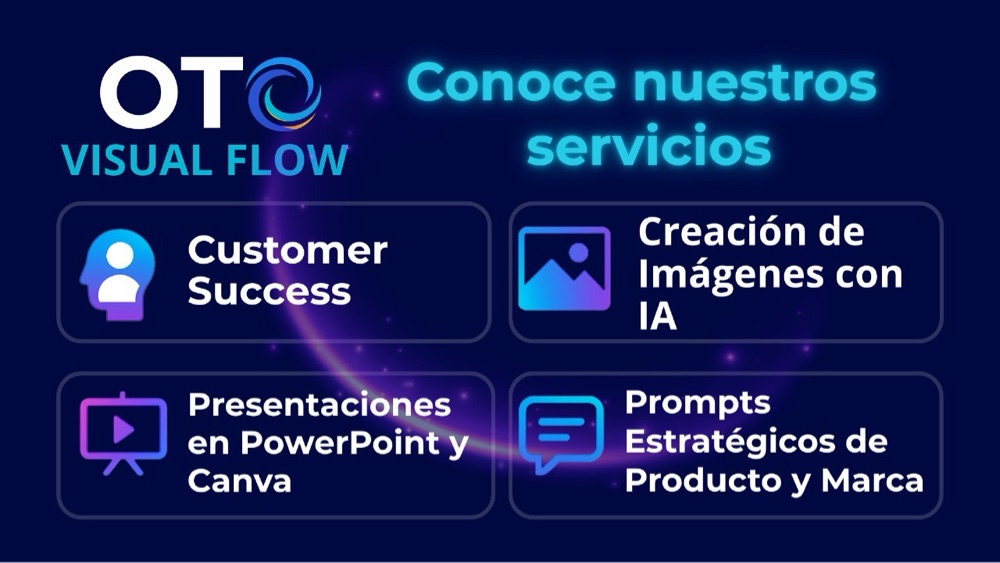 OTO
VISUAL FLOW
Conoce nuestros
servicios
Customer
Success
Creación de
Imágenes con
IA
Presentaciones
en PowerPoint y
Canva
Prompts
Estratégicos de
Producto y Marca